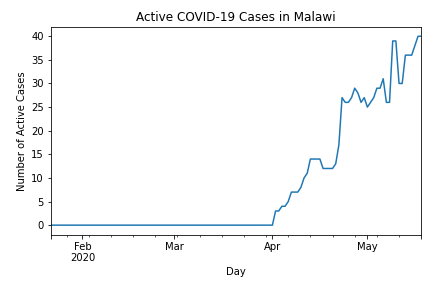 Active COVID-19 Cases in Malawi
Number of Active Cases
40
35
30
25
20
15
10
5
0
Feb
2020
Mar
Apr
May
Day